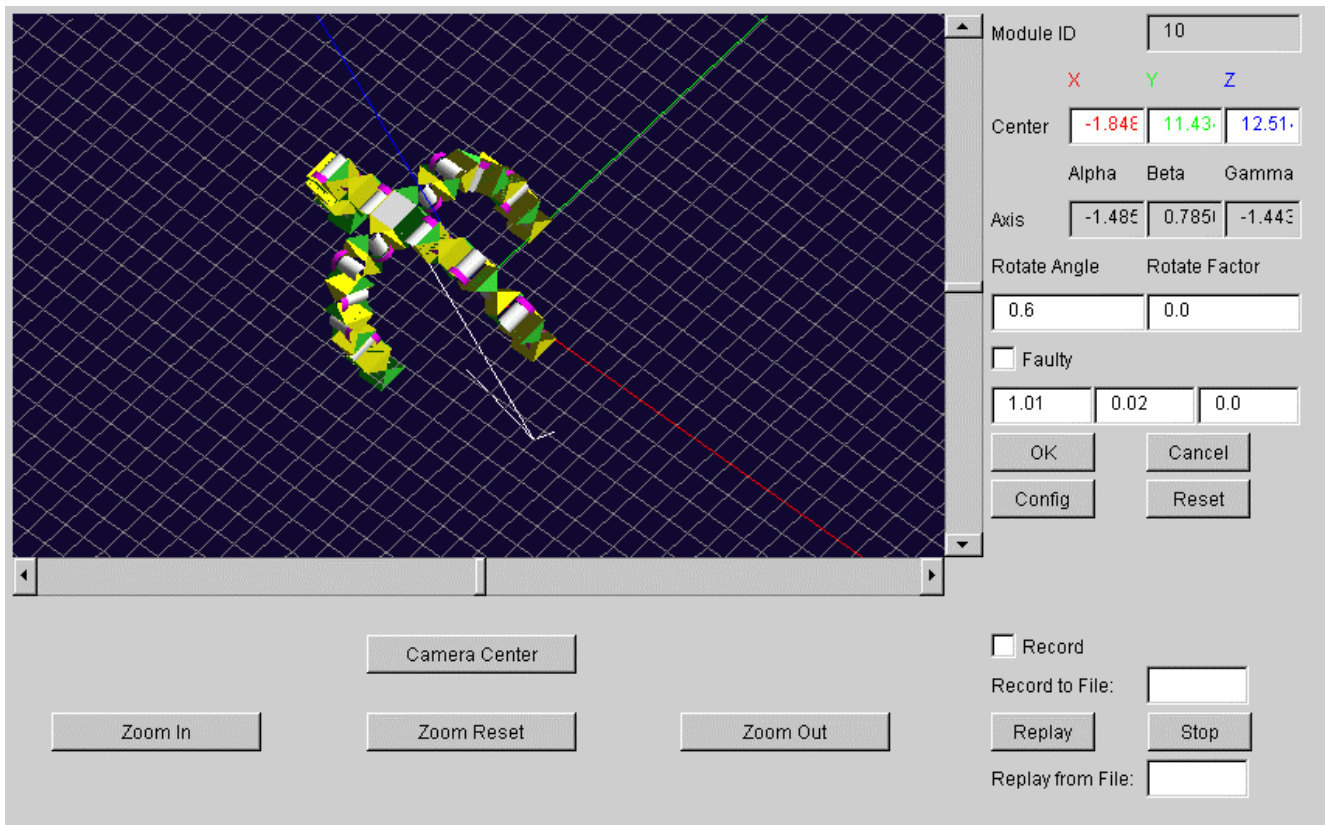 Module ID 10
X Y Z
Center -1.848 11.43 12.51
Alpha Beta Gamma
Axis -1.485 0.785 -1.443
Rotate Angle Rotate Factor
0.6 0.0
Faulty
1.01 0.02 0.0
OK Cancel
Config Reset
Camera Center
Zoom In Zoom Reset Zoom Out
Record
Record to File:
Replay Stop
Replay from File: